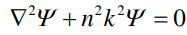 ∇²Ψ + n²k²Ψ = 0